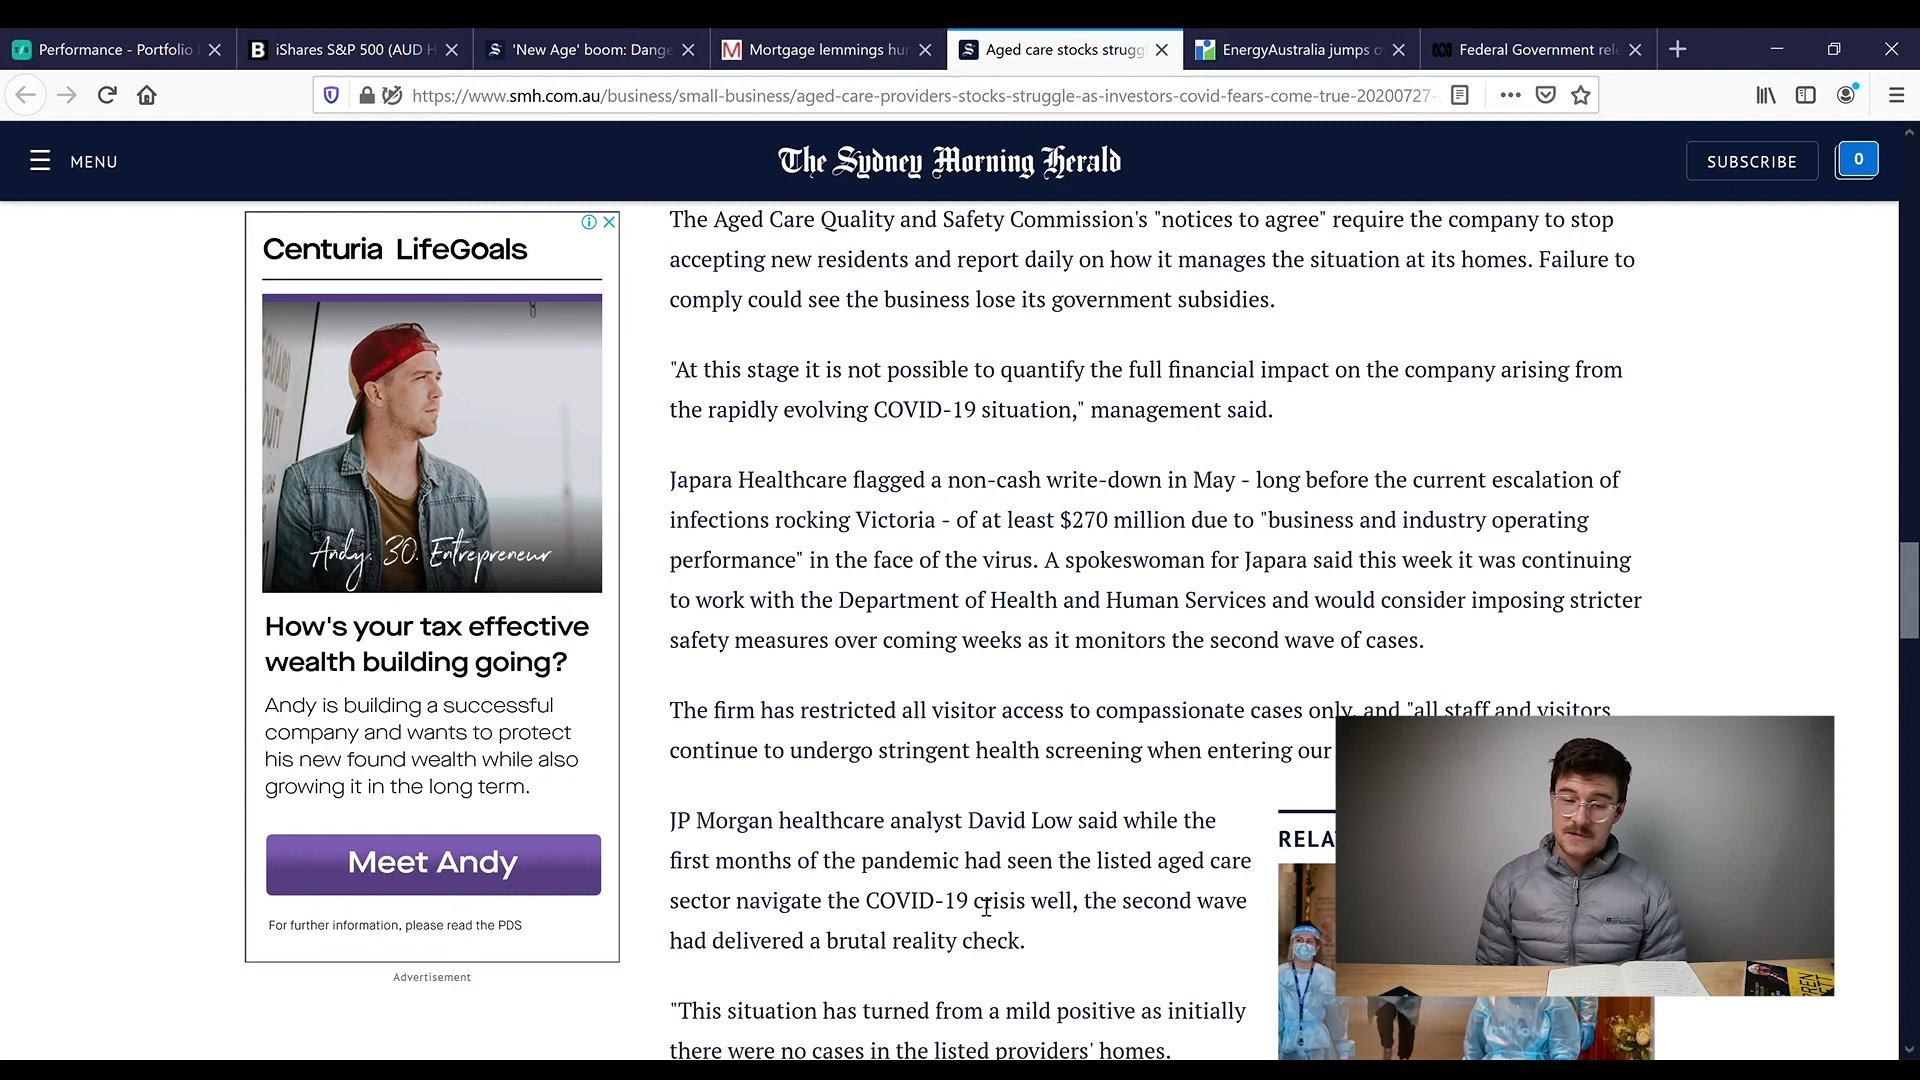 Performance - Portfolio
iShares S&P 500 (AUD H
'New Age' boom: Dange
Mortgage lemmings hu
Aged care stocks strugg
EnergyAustralia jumps o
Federal Government rele
https://www.smh.com.au/business/small-business/aged-care-providers-stocks-struggle-as-investors-covid-fears-come-true-20200727-
MENU
The Sydney Morning Herald
SUBSCRIBE
0
Centuria LifeGoals
Andy. 30. Entrepreneur
How's your tax effective
wealth building going?
Andy is building a successful
company and wants to protect
his new found wealth while also
growing it in the long term.
Meet Andy
For further information, please read the PDS
Advertisement
The Aged Care Quality and Safety Commission's "notices to agree" require the company to stop
accepting new residents and report daily on how it manages the situation at its homes. Failure to
comply could see the business lose its government subsidies.
"At this stage it is not possible to quantify the full financial impact on the company arising from
the rapidly evolving COVID-19 situation," management said.
Japara Healthcare flagged a non-cash write-down in May - long before the current escalation of
infections rocking Victoria - of at least $270 million due to "business and industry operating
performance" in the face of the virus. A spokeswoman for Japara said this week it was continuing
to work with the Department of Health and Human Services and would consider imposing stricter
safety measures over coming weeks as it monitors the second wave of cases.
The firm has restricted all visitor access to compassionate cases only, and "all staff and visitors
continue to undergo stringent health screening when entering our
JP Morgan healthcare analyst David Low said while the
first months of the pandemic had seen the listed aged care
sector navigate the COVID-19 crisis well, the second wave
had delivered a brutal reality check.
RELA
"This situation has turned from a mild positive as initially
there were no cases in the listed providers' homes.